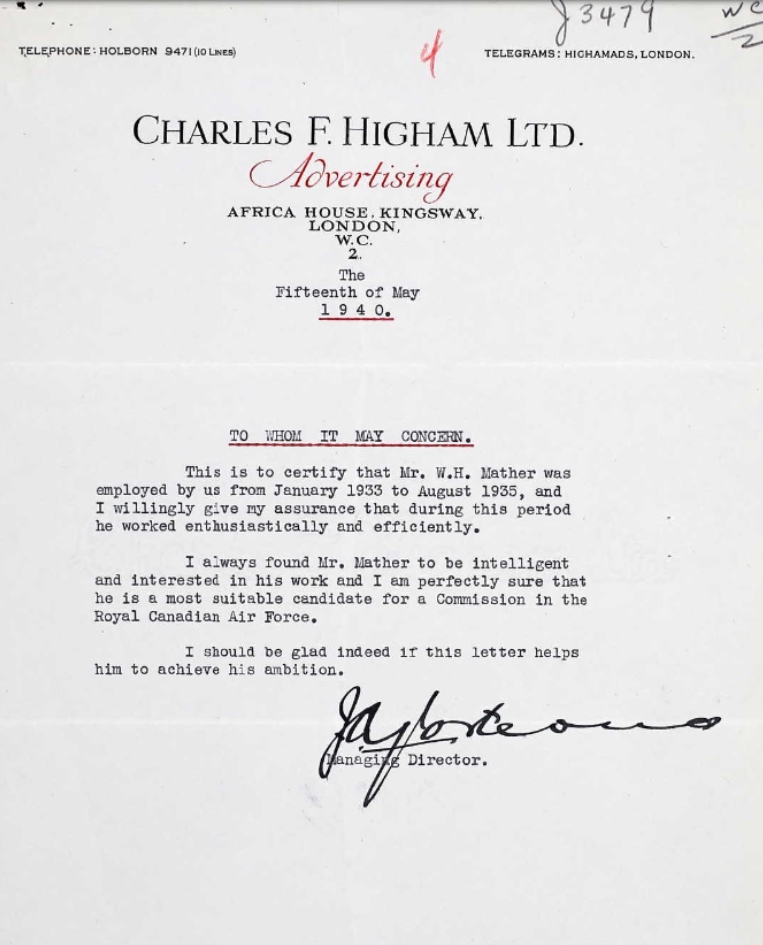 J3479
WC
2
TELEPHONE: HOLBORN 9471 (10 LINES)
4
TELEGRAMS: HIGHAMADS, LONDON.
CHARLES F. HIGHAM LTD.
Advertising
AFRICA HOUSE, KINGSWAY,
LONDON,
W.C.
2.
The
Fifteenth of May
1 9 4 0.
TO WHOM IT MAY CONCERN.
This is to certify that Mr. W.H. Mather was
employed by us from January 1933 to August 1935, and
I willingly give my assurance that during this period
he worked enthusiastically and efficiently.
I always found Mr. Mather to be intelligent
and interested in his work and I am perfectly sure that
he is a most suitable candidate for a Commission in the
Royal Canadian Air Force.
I should be glad indeed if this letter helps
him to achieve his ambition.
Managing Director.